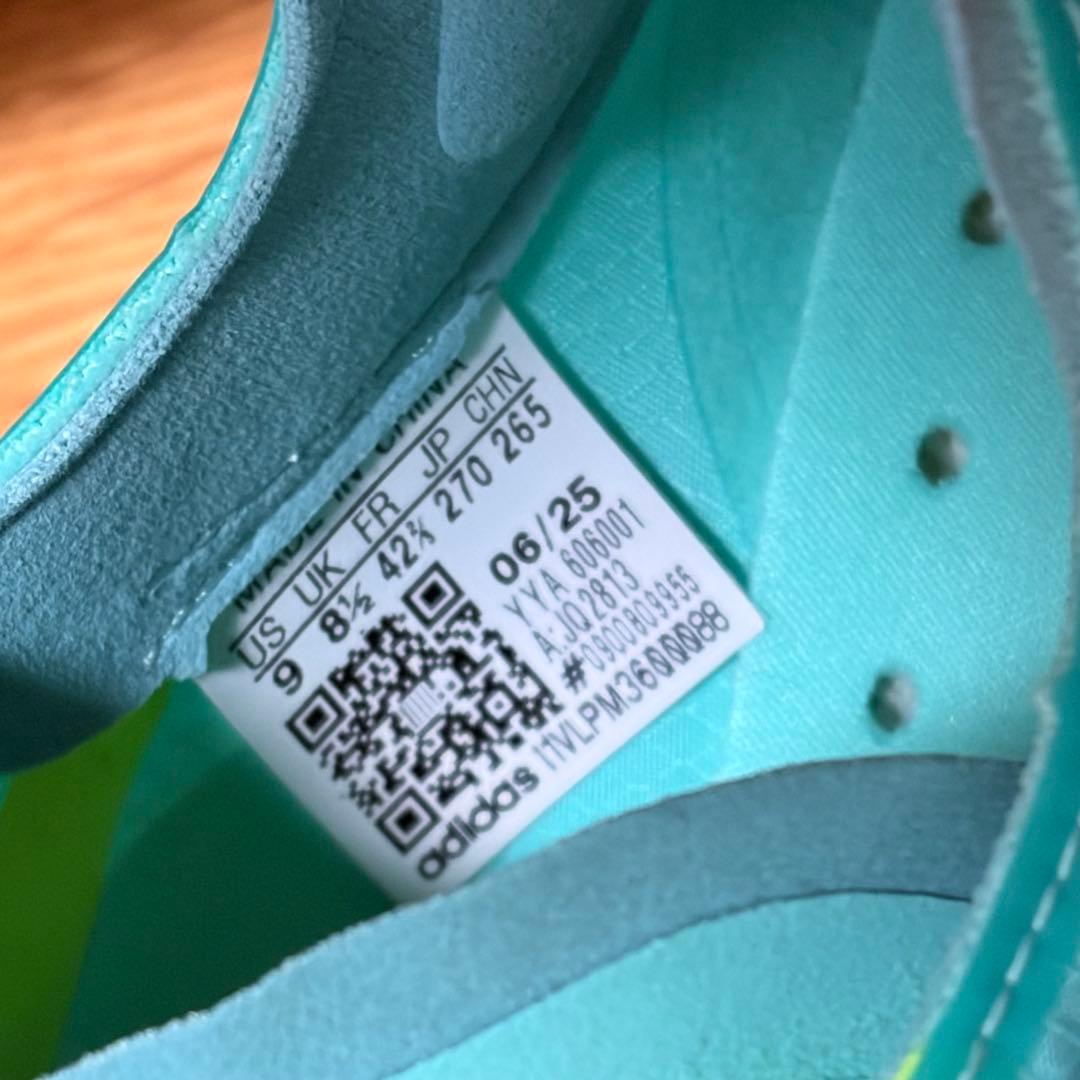 MADE IN CHINA
US UK FR JP CHN
9 8½ 42⅔ 270 265
06/25
YYA 606001
A:JQ2813
#0900809955
adidas I1VLPM3600088